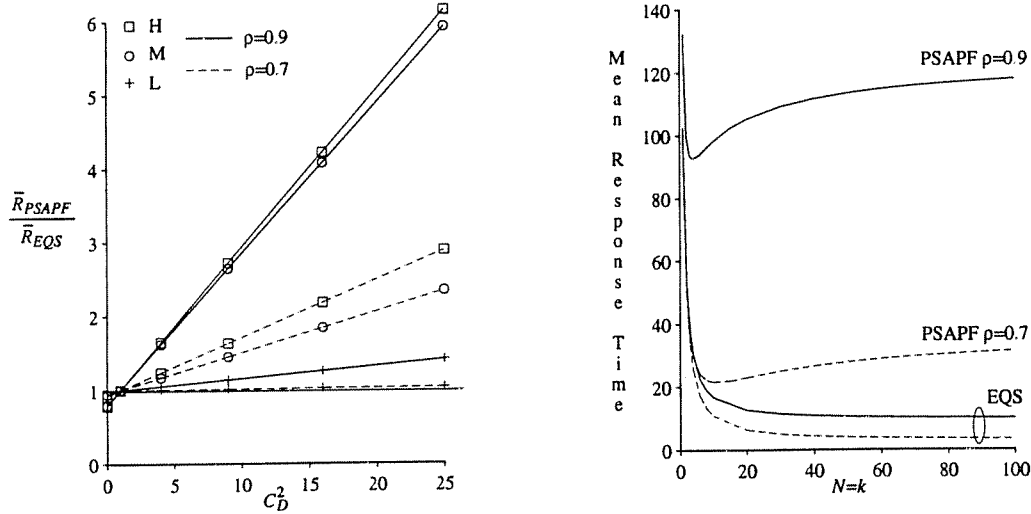 6
5
4
3
2
1
0
R̅PSAPF
R̅EQS
H
M
L
ρ=0.9
ρ=0.7
0
5
10
15
20
25
C²D
140
120
100
80
60
40
20
0
Mean Response Time
PSAPF ρ=0.9
PSAPF ρ=0.7
EQS
0
20
40
60
80
100
N=k